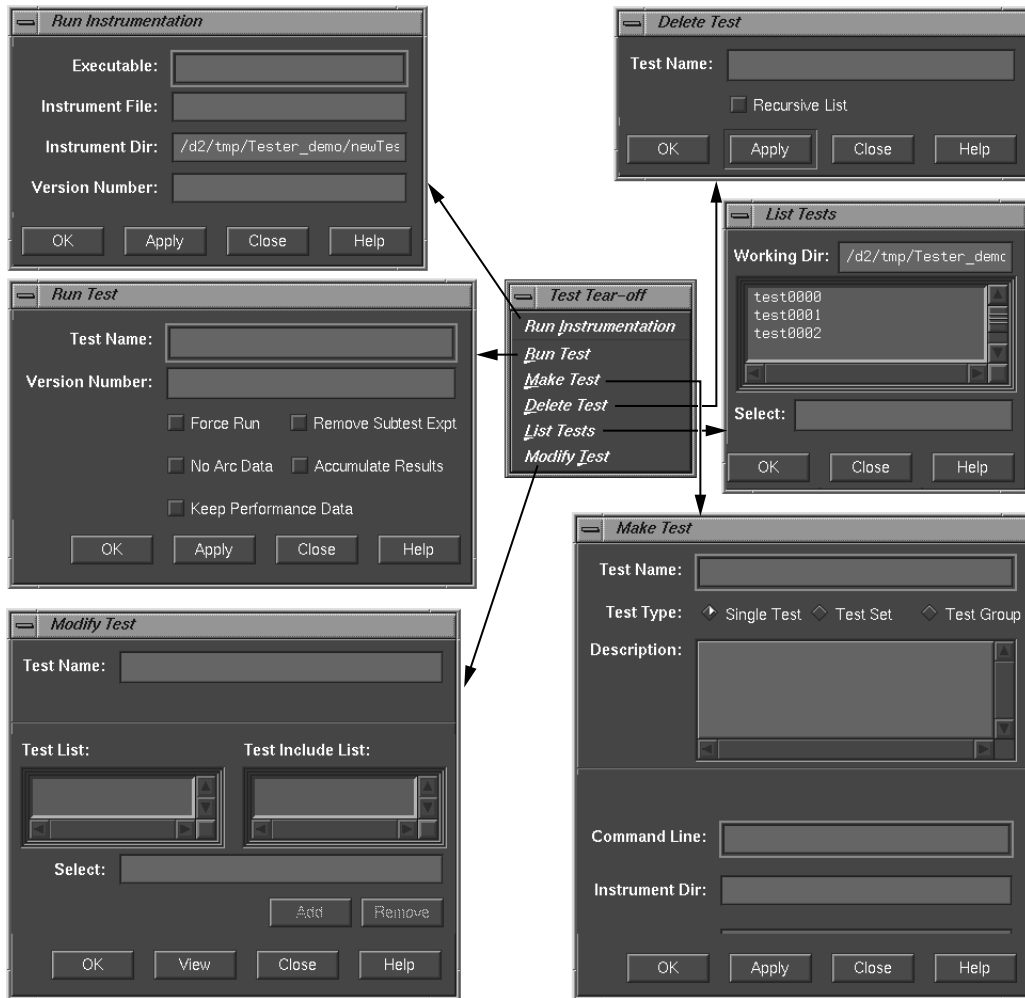 Run Instrumentation
Executable:
Instrument File:
Instrument Dir: /d2/tmp/Tester_demo/newTes
Version Number:
OK Apply Close Help
Delete Test
Test Name:
Recursive List
OK Apply Close Help
List Tests
Working Dir: /d2/tmp/Tester_demo
test0000
test0001
test0002
Select:
OK Close Help
Run Test
Test Name:
Version Number:
Force Run Remove Subtest Expt
No Arc Data Accumulate Results
Keep Performance Data
OK Apply Close Help
Test Tear-off
Run Instrumentation
Run Test
Make Test
Delete Test
List Tests
Modify Test
Modify Test
Test Name:
Test List: Test Include List:
Select:
Add Remove
OK View Close Help
Make Test
Test Name:
Test Type: Single Test Test Set Test Group
Description:
Command Line:
Instrument Dir:
OK Apply Close Help